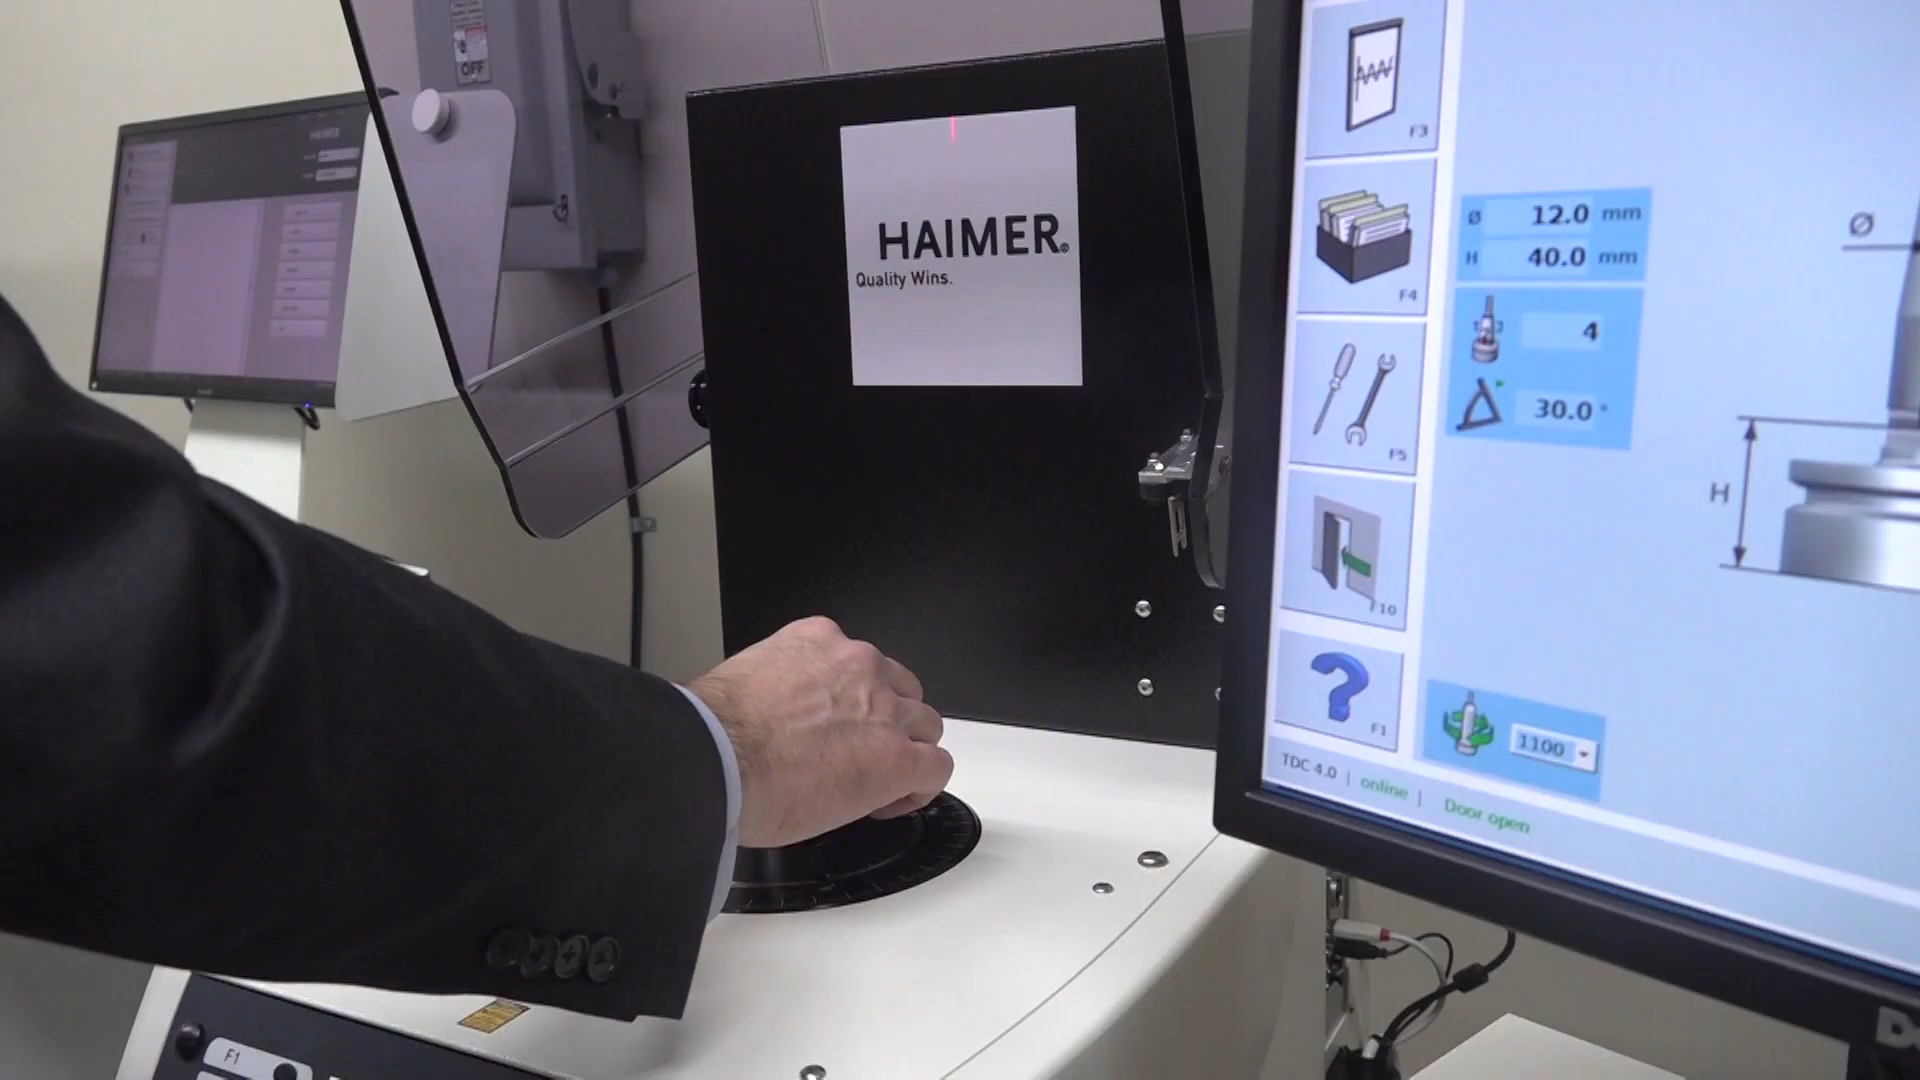 OFF
HAIMER
HAIMER®
Quality Wins.
F3
F4
F5
F10
F1
Ø 12.0 mm
H 40.0 mm
4
30.0 °
Ø
H
1100
TDC 4.0 | online | Door open
F1